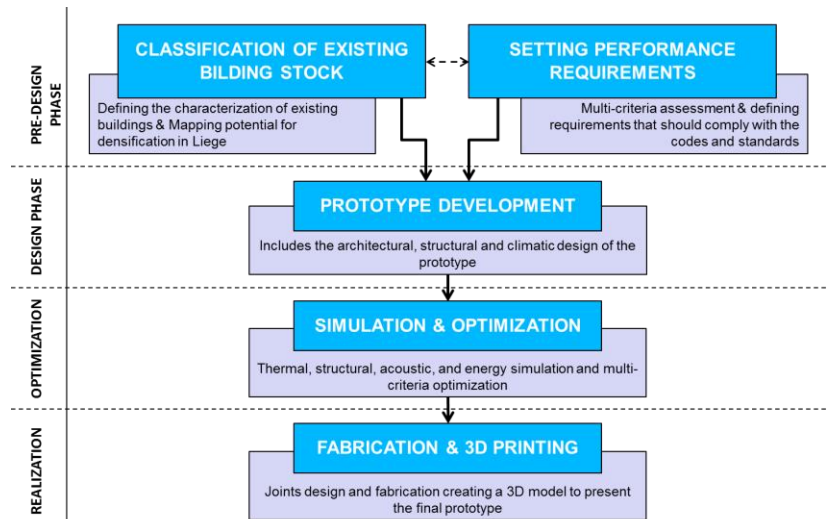 PRE-DESIGN
PHASE
CLASSIFICATION OF EXISTING
BILDING STOCK
Defining the characterization of existing
buildings & Mapping potential for
densification in Liege
SETTING PERFORMANCE
REQUIREMENTS
Multi-criteria assessment & defining
requirements that should comply with the
codes and standards
DESIGN PHASE
PROTOTYPE DEVELOPMENT
Includes the architectural, structural and climatic design of the
prototype
OPTIMIZATION
SIMULATION & OPTIMIZATION
Thermal, structural, acoustic, and energy simulation and multi-
criteria optimization
REALIZATION
FABRICATION & 3D PRINTING
Joints design and fabrication creating a 3D model to present
the final prototype